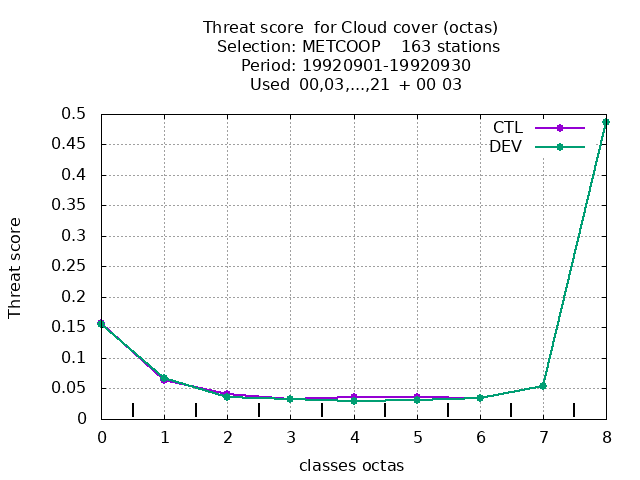 Threat score  for Cloud cover (octas)
Selection: METCOOP    163 stations
Period: 19920901-19920930
Used  00,03,...,21  + 00 03
CTL
DEV
0.5
0.45
0.4
0.35
0.3
0.25
0.2
0.15
0.1
0.05
0
Threat score
0 1 2 3 4 5 6 7 8
classes octas